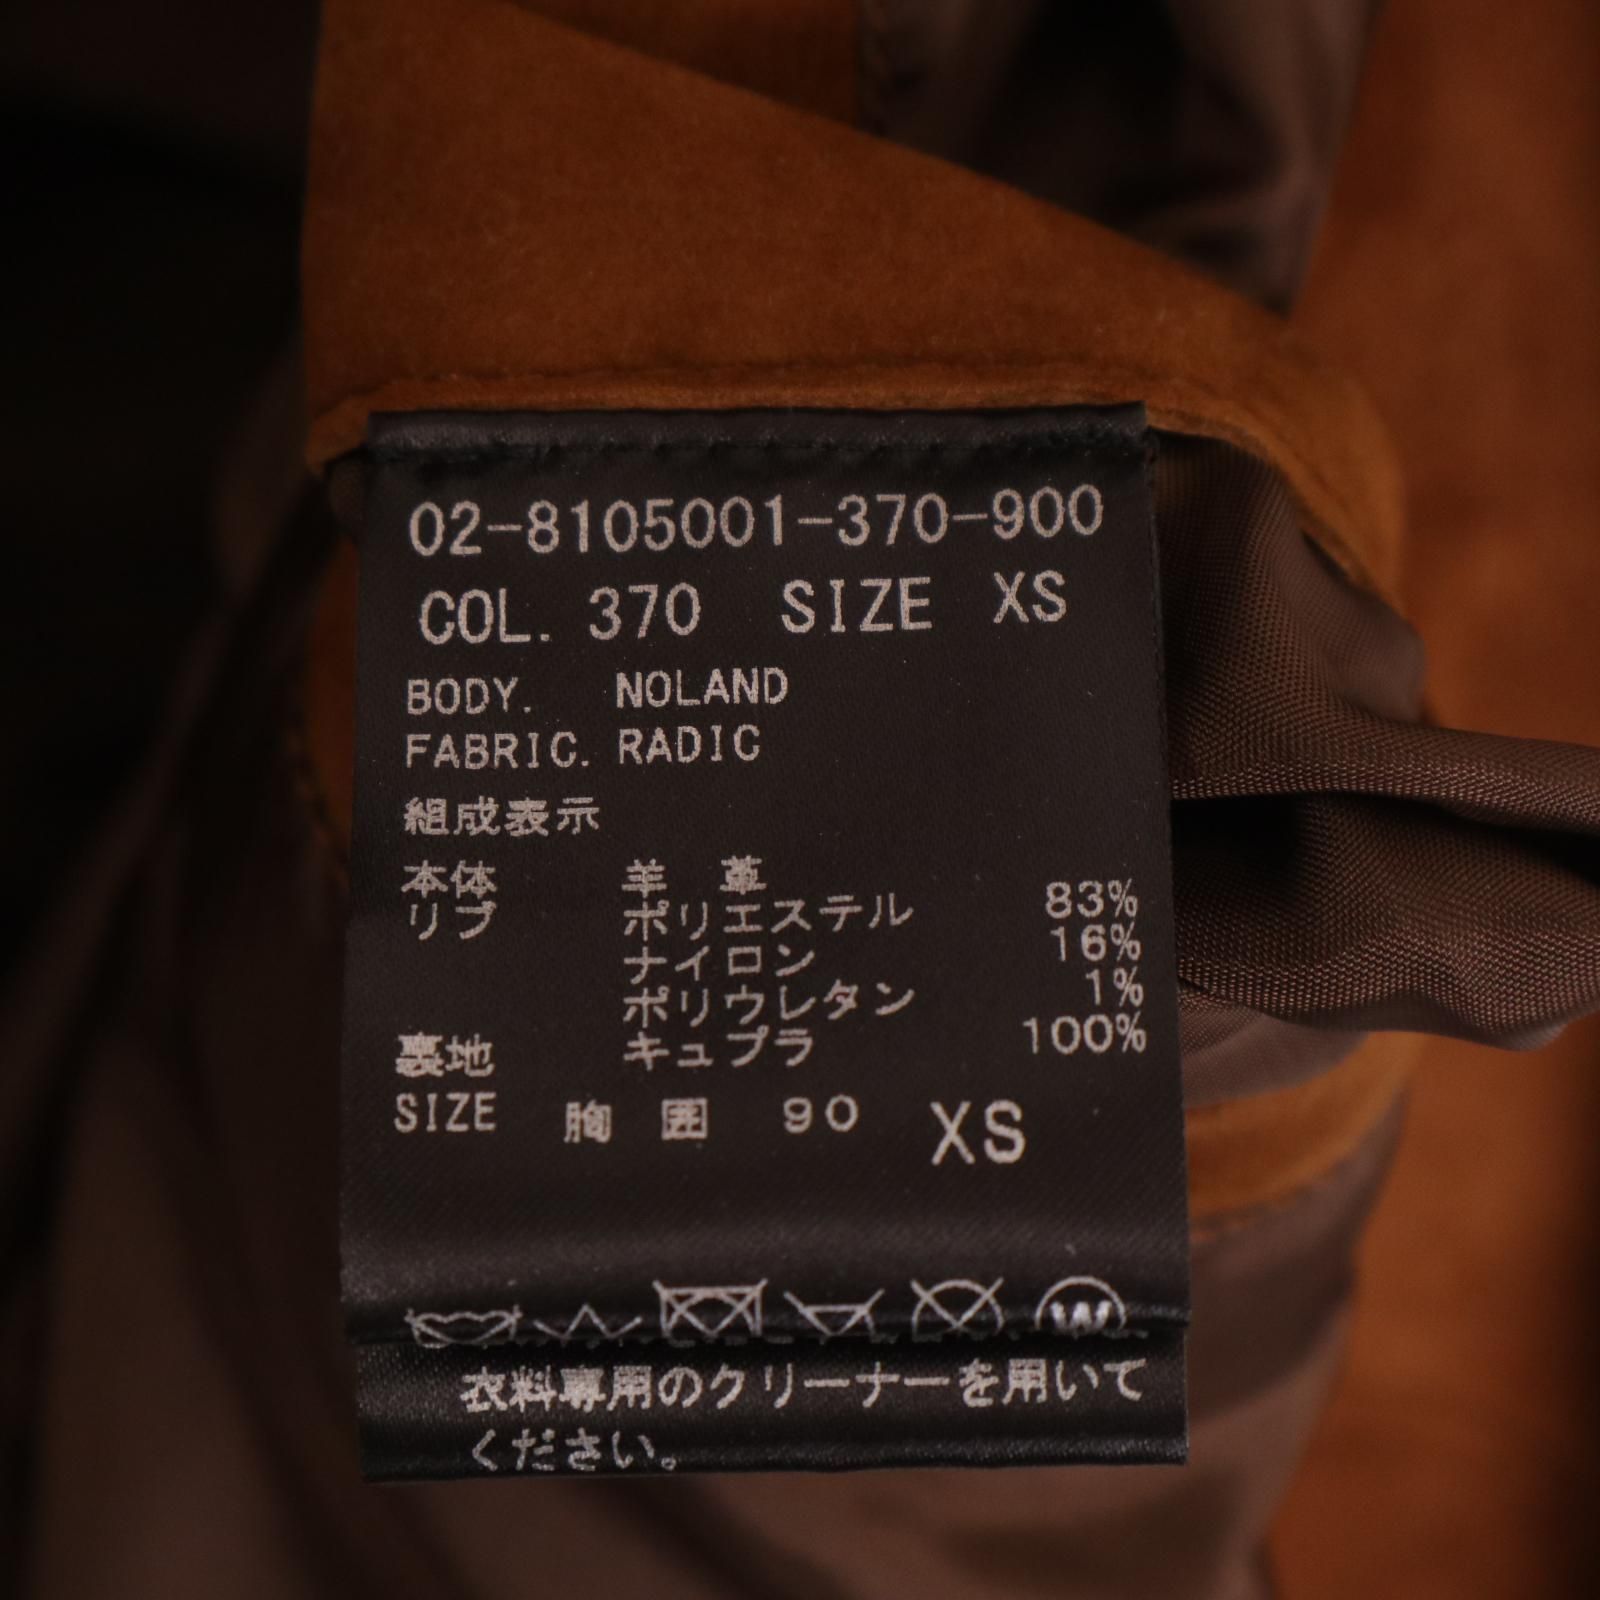 02-8105001-370-900
COL. 370 SIZE XS
BODY. NOLAND
FABRIC. RADIC
組成表示
本体 羊 革
リブ ポリエステル 83%
ナイロン 16%
ポリウレタン 1%
裏地 キュプラ 100%
SIZE 胸 囲 90 XS
W
衣料専用のクリーナーを用いて
ください。